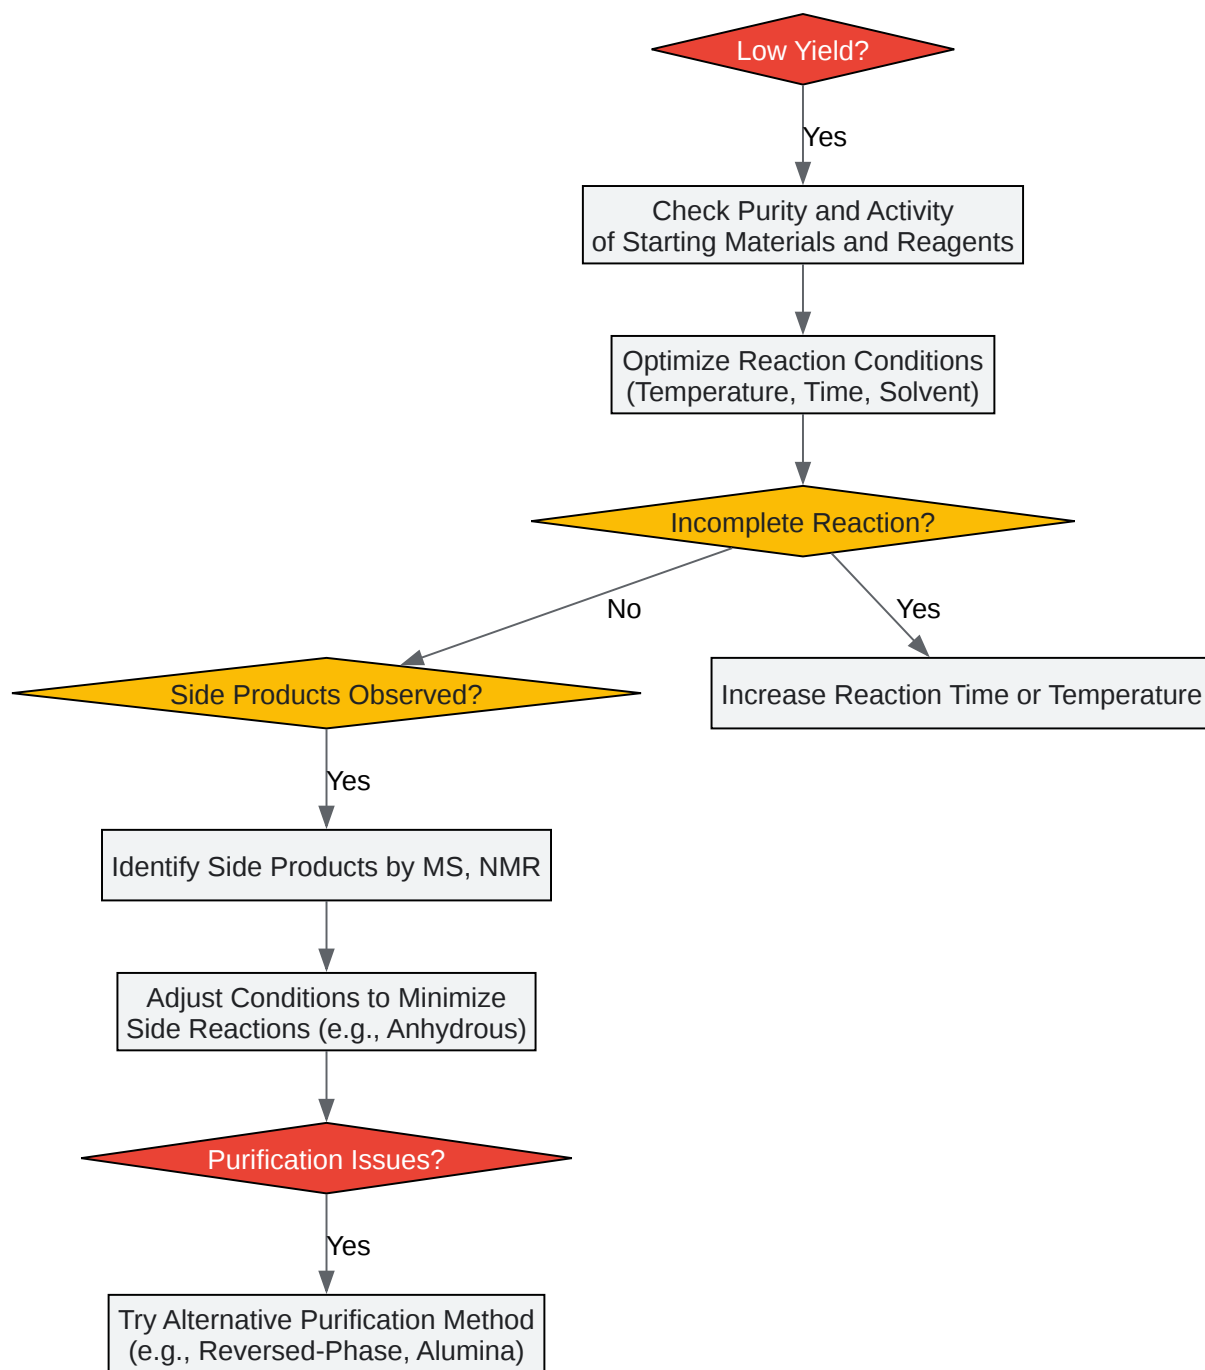 Low Yield?
Yes
Check Purity and Activity
of Starting Materials and Reagents
Optimize Reaction Conditions
(Temperature, Time, Solvent)
Incomplete Reaction?
No
Yes
Side Products Observed?
Increase Reaction Time or Temperature
Yes
Identify Side Products by MS, NMR
Adjust Conditions to Minimize
Side Reactions (e.g., Anhydrous)
Purification Issues?
Yes
Try Alternative Purification Method
(e.g., Reversed-Phase, Alumina)